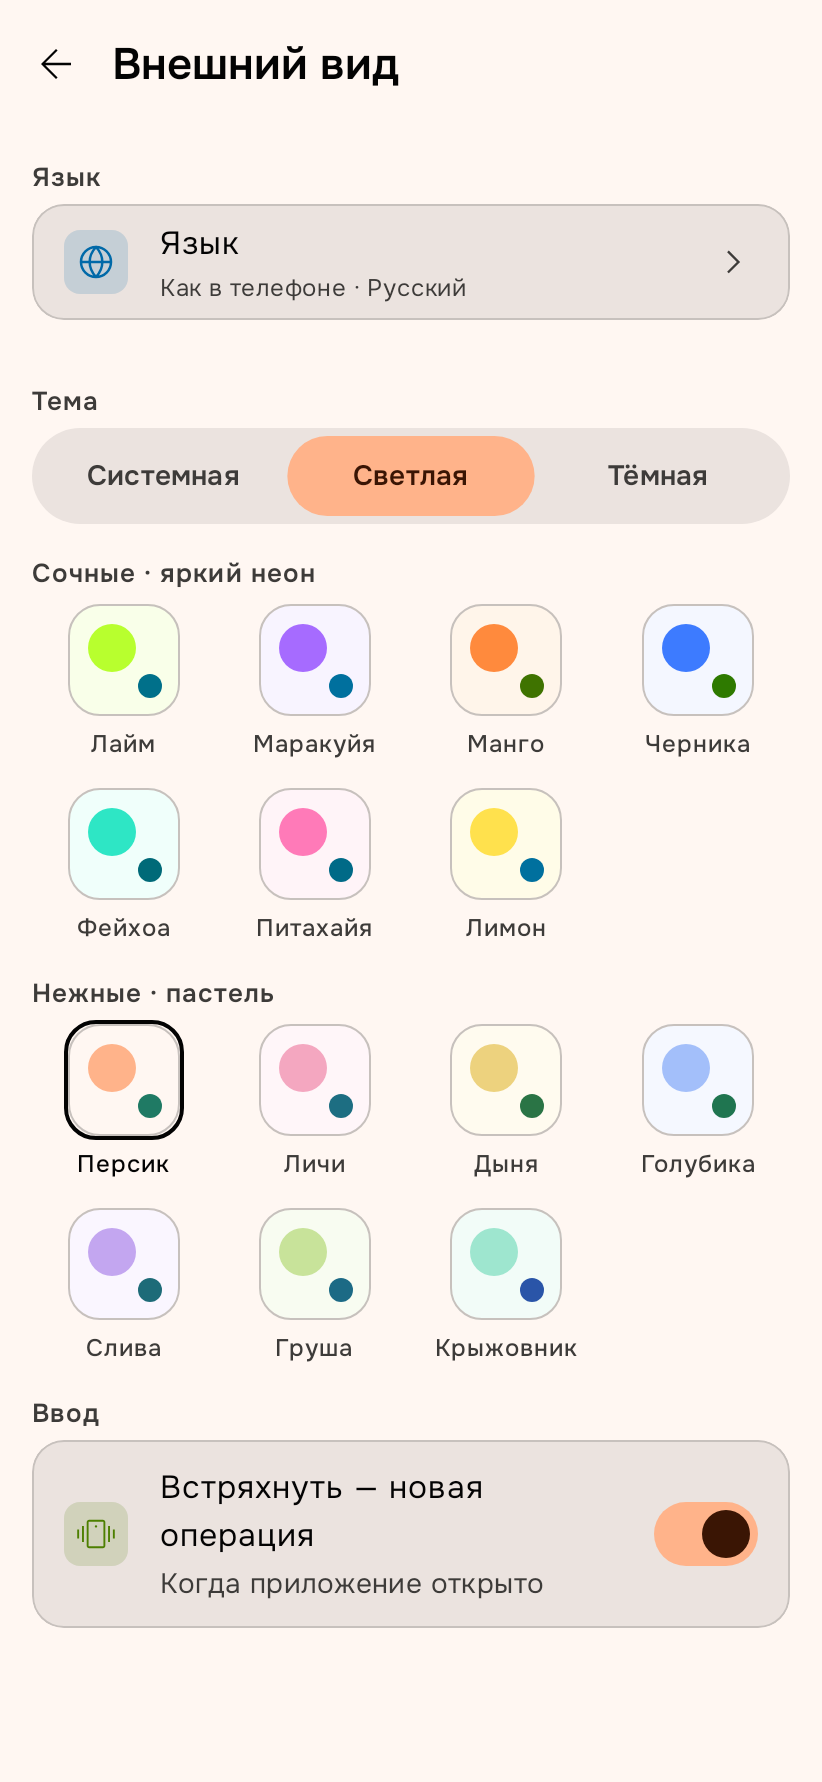 Внешний вид
Язык
Язык
Как в телефоне · Русский
Тема
Системная
Светлая
Тёмная
Сочные · яркий неон
Лайм
Маракуйя
Манго
Черника
Фейхоа
Питахайя
Лимон
Нежные · пастель
Персик
Личи
Дыня
Голубика
Слива
Груша
Крыжовник
Ввод
Встряхнуть — новая
операция
Когда приложение открыто